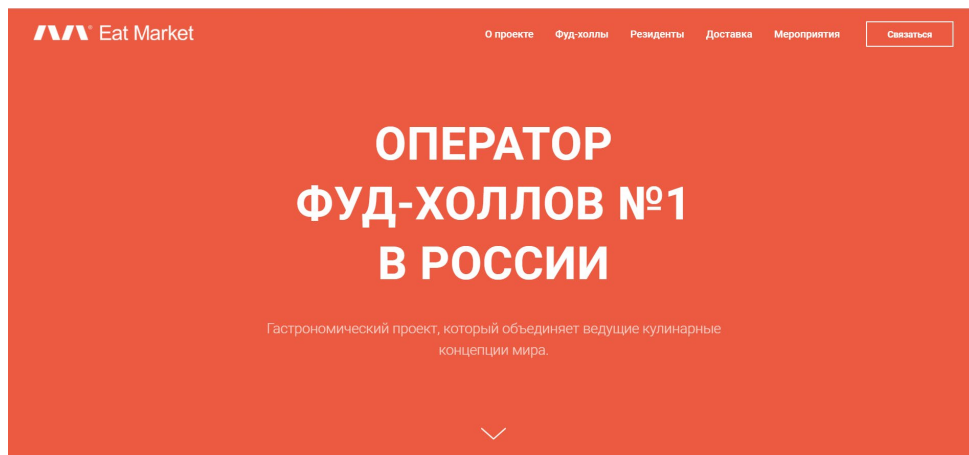 Eat Market
О проекте Фуд-холлы Резиденты Доставка Мероприятия Связаться
ОПЕРАТОР
ФУД-ХОЛЛОВ №1
В РОССИИ
Гастрономический проект, который объединяет ведущие кулинарные
концепции мира.